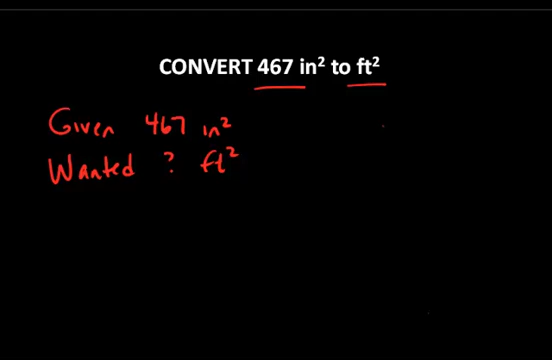 CONVERT 467 in² to ft²
Given 467 in²
Wanted ? ft²